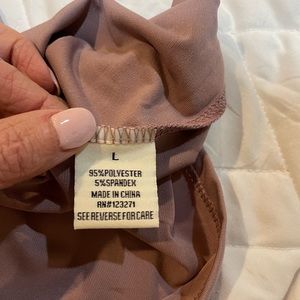 L
95%POLYESTER
5%SPANDEX
MADE IN CHINA
RN#123271
SEE REVERSE FOR CARE